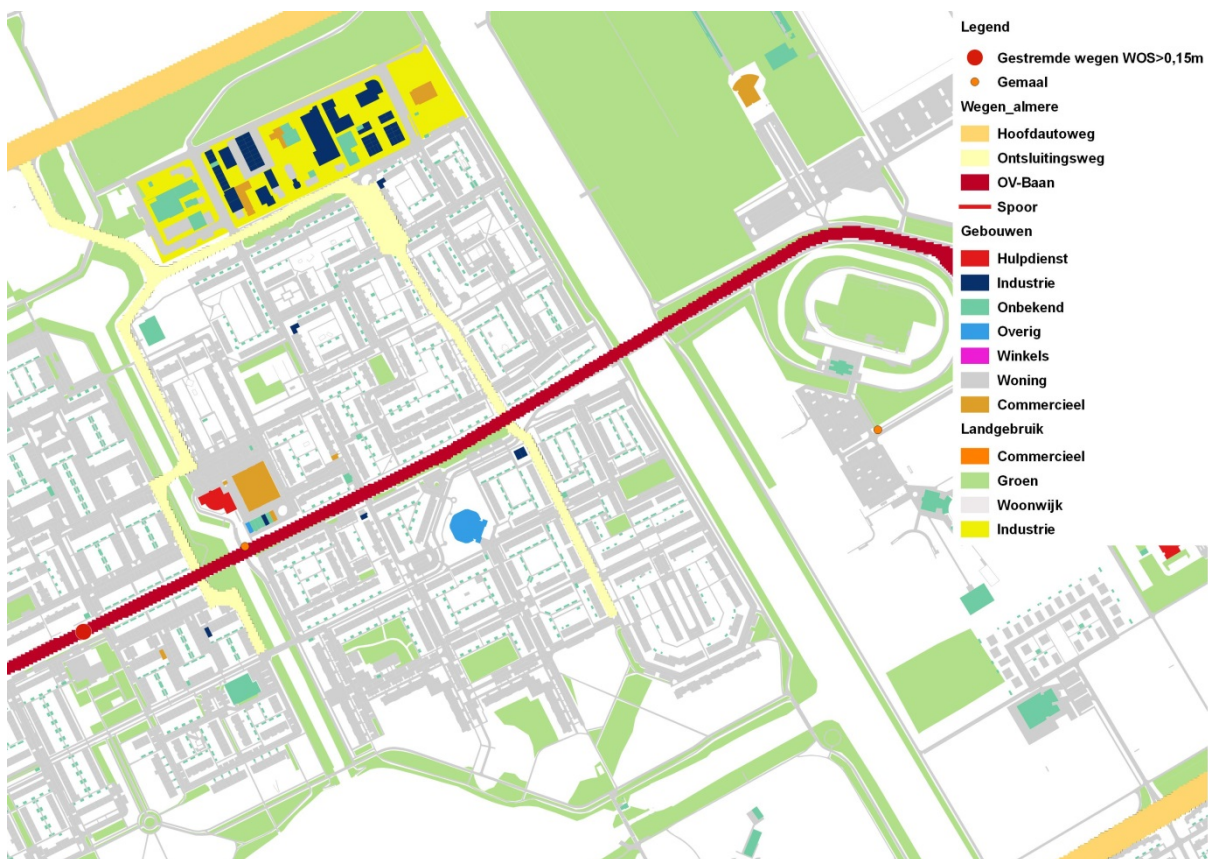 Legend
Gestremde wegen WOS>0,15m
Gemaal
Wegen_almere
Hoofdautoweg
Ontsluitingsweg
OV-Baan
Spoor
Gebouwen
Hulpdienst
Industrie
Onbekend
Overig
Winkels
Woning
Commercieel
Landgebruik
Commercieel
Groen
Woonwijk
Industrie